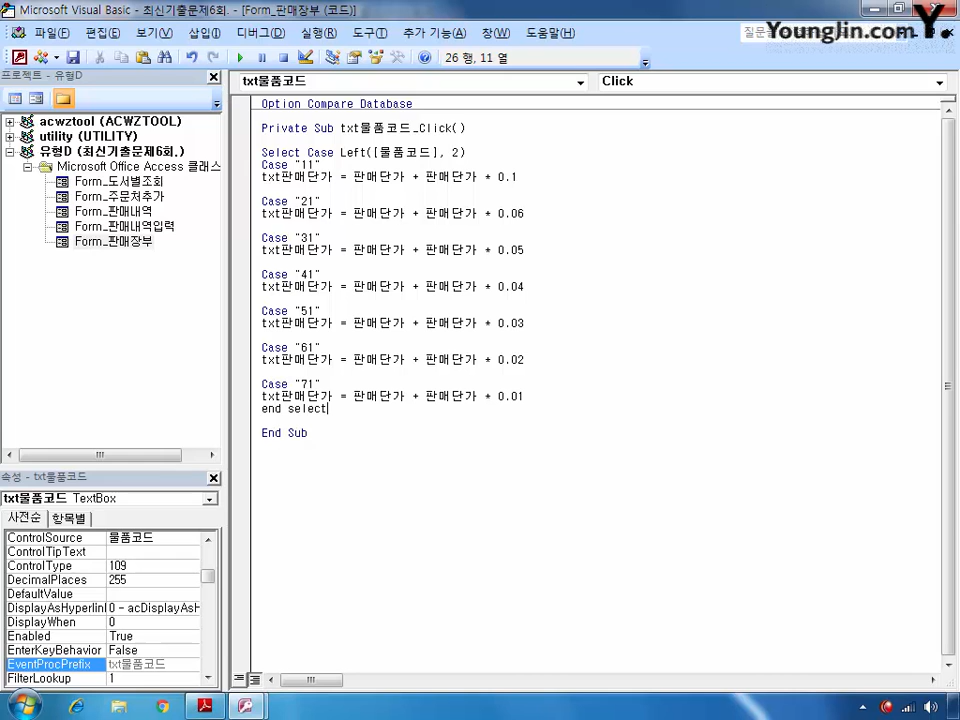 Microsoft Visual Basic - 최신기출문제6회. - [Form_판매장부 (코드)]
파일(F) 편집(E) 보기(V) 삽입(I) 디버그(D) 실행(R) 도구(T) 추가 기능(A) 창(W) 도움말(H)
Younglin.com Y
26 행, 11 열
프로젝트 - 유형D
txt물품코드 Click
acwztool (ACWZTOOL)
utility (UTILITY)
유형D (최신기출문제6회.)
Microsoft Office Access 클래스
Form_도서별조회
Form_주문처추가
Form_판매내역
Form_판매내역입력
Form_판매장부
Option Compare Database
Private Sub txt물품코드_Click()
Select Case Left([물품코드], 2)
Case "11"
txt판매단가 = 판매단가 + 판매단가 * 0.1
Case "21"
txt판매단가 = 판매단가 + 판매단가 * 0.06
Case "31"
txt판매단가 = 판매단가 + 판매단가 * 0.05
Case "41"
txt판매단가 = 판매단가 + 판매단가 * 0.04
Case "51"
txt판매단가 = 판매단가 + 판매단가 * 0.03
Case "61"
txt판매단가 = 판매단가 + 판매단가 * 0.02
Case "71"
txt판매단가 = 판매단가 + 판매단가 * 0.01
end select
End Sub
속성 - txt물품코드
txt물품코드 TextBox
사전순 항목별
ControlSource 물품코드
ControlTipText
ControlType 109
DecimalPlaces 255
DefaultValue
DisplayAsHyperlinl 0 - acDisplayAsH
DisplayWhen 0
Enabled True
EnterKeyBehavior False
EventProcPrefix txt물품코드
FilterLookup 1